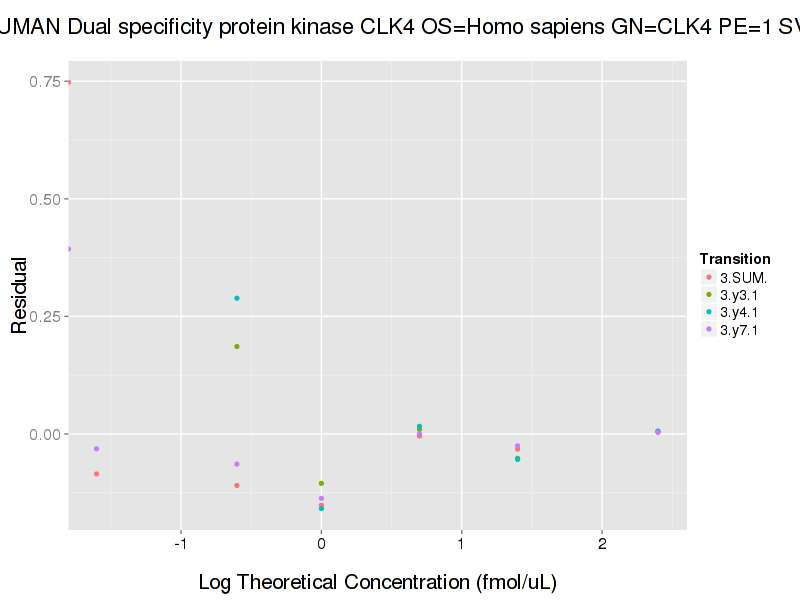 UMAN Dual specificity protein kinase CLK4 OS=Homo sapiens GN=CLK4 PE=1 SV
0.75
0.50
0.25
0.00
Residual
-1 0 1 2
Log Theoretical Concentration (fmol/uL)
Transition
3.SUM.
3.y3.1
3.y4.1
3.y7.1